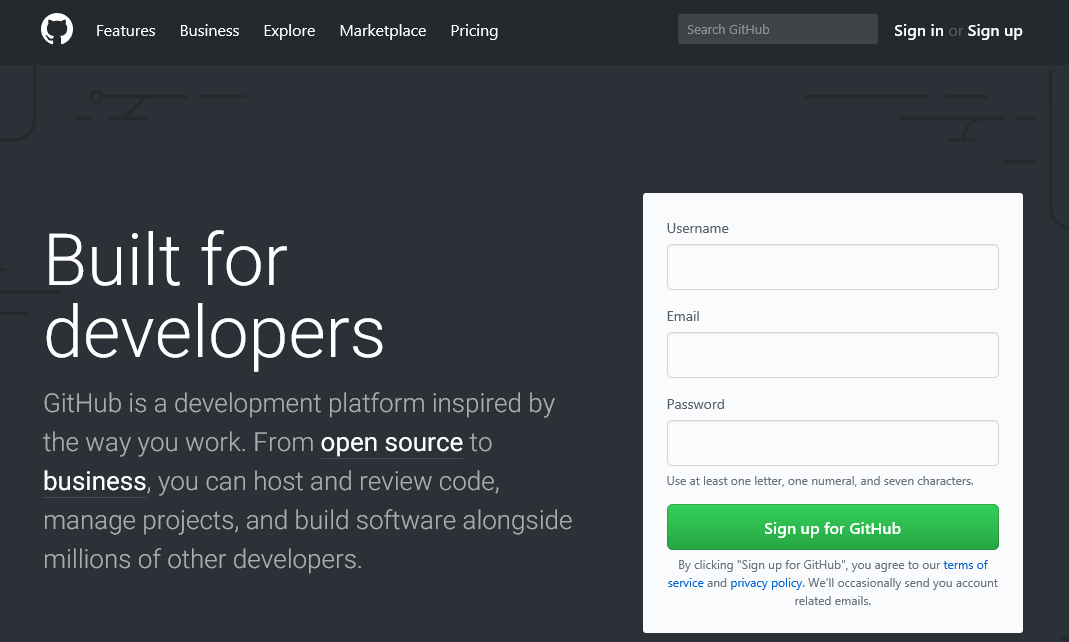 Features Business Explore Marketplace Pricing Search GitHub Sign in or Sign up
Built for
developers
GitHub is a development platform inspired by
the way you work. From open source to
business, you can host and review code,
manage projects, and build software alongside
millions of other developers.
Username
Email
Password
Use at least one letter, one numeral, and seven characters.
Sign up for GitHub
By clicking "Sign up for GitHub", you agree to our terms of
service and privacy policy. We’ll occasionally send you account
related emails.